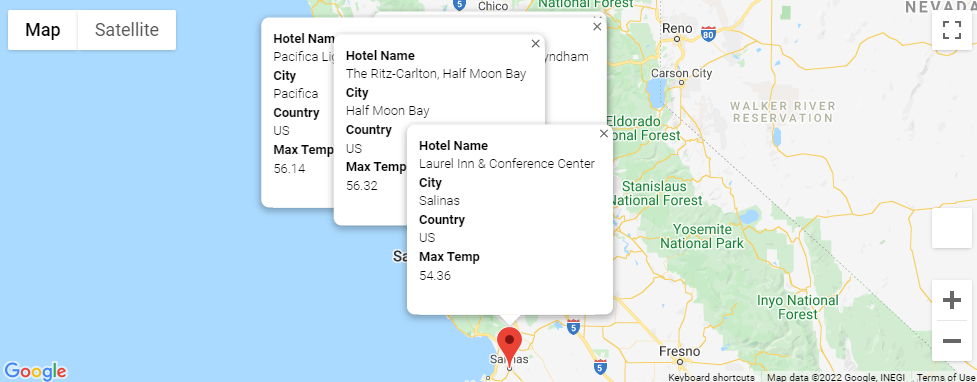 Map
Satellite
Chico
National Forest
NEVADA
Reno
80
5
Carson City
WALKER RIVER
RESERVATION
Eldorado
National Forest
Stanislaus
National Forest
Yosemite
National Park
Inyo National
Forest
Hotel Name
Pacifica
City
Pacifica
Country
US
Max Temp
56.14
Hotel Name
The Ritz-Carlton, Half Moon Bay
City
Half Moon Bay
Country
US
Max Temp
56.32
Hotel Name
Laurel Inn & Conference Center
City
Salinas
Country
US
Max Temp
54.36
5
5
Salinas
Fresno
Google
Keyboard shortcuts
Map data ©2022 Google, INEGI
Terms of Use